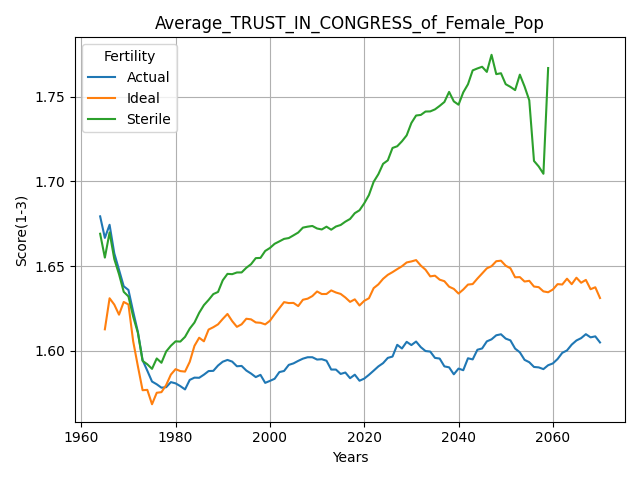 Average_TRUST_IN_CONGRESS_of_Female_Pop
Fertility
Actual
Ideal
Sterile
Score(1-3)
1.75
1.70
1.65
1.60
1960
1980
2000
2020
2040
2060
Years